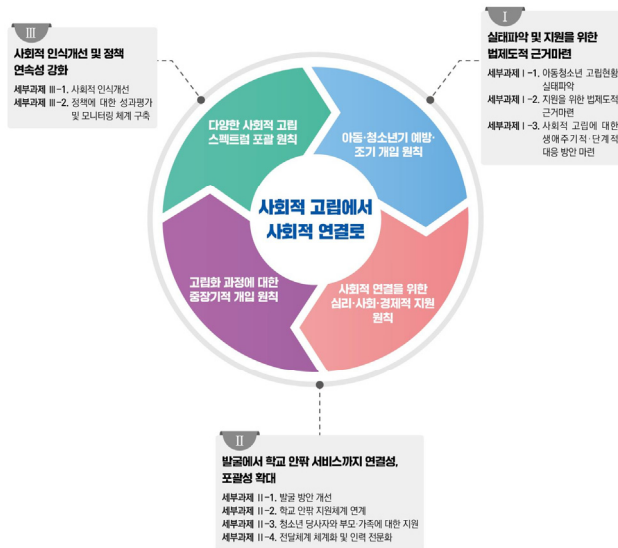 III
사회적 인식개선 및 정책
연속성 강화
세부과제 III-1. 사회적 인식개선
세부과제 III-2. 정책에 대한 성과평가
및 모니터링 체계 구축
I
실태파악 및 지원을 위한
법제도적 근거마련
세부과제 I-1. 아동청소년 고립현황
실태파악
세부과제 I-2. 지원을 위한 법제도적
근거마련
세부과제 I-3. 사회적 고립에 대한
생애주기적·단계적
대응 방안 마련
다양한 사회적 고립
스펙트럼 포괄 원칙
아동·청소년기 예방·
조기 개입 원칙
사회적 고립에서
사회적 연결로
고립화 과정에 대한
중장기적 개입 원칙
사회적 연결을 위한
심리·사회·경제적 지원
원칙
II
발굴에서 학교 안팎 서비스까지 연결성,
포괄성 확대
세부과제 II-1. 발굴 방안 개선
세부과제 II-2. 학교 안팎 지원체계 연계
세부과제 II-3. 청소년 당사자와 부모·가족에 대한 지원
세부과제 II-4. 전달체계 체계화 및 인력 전문화